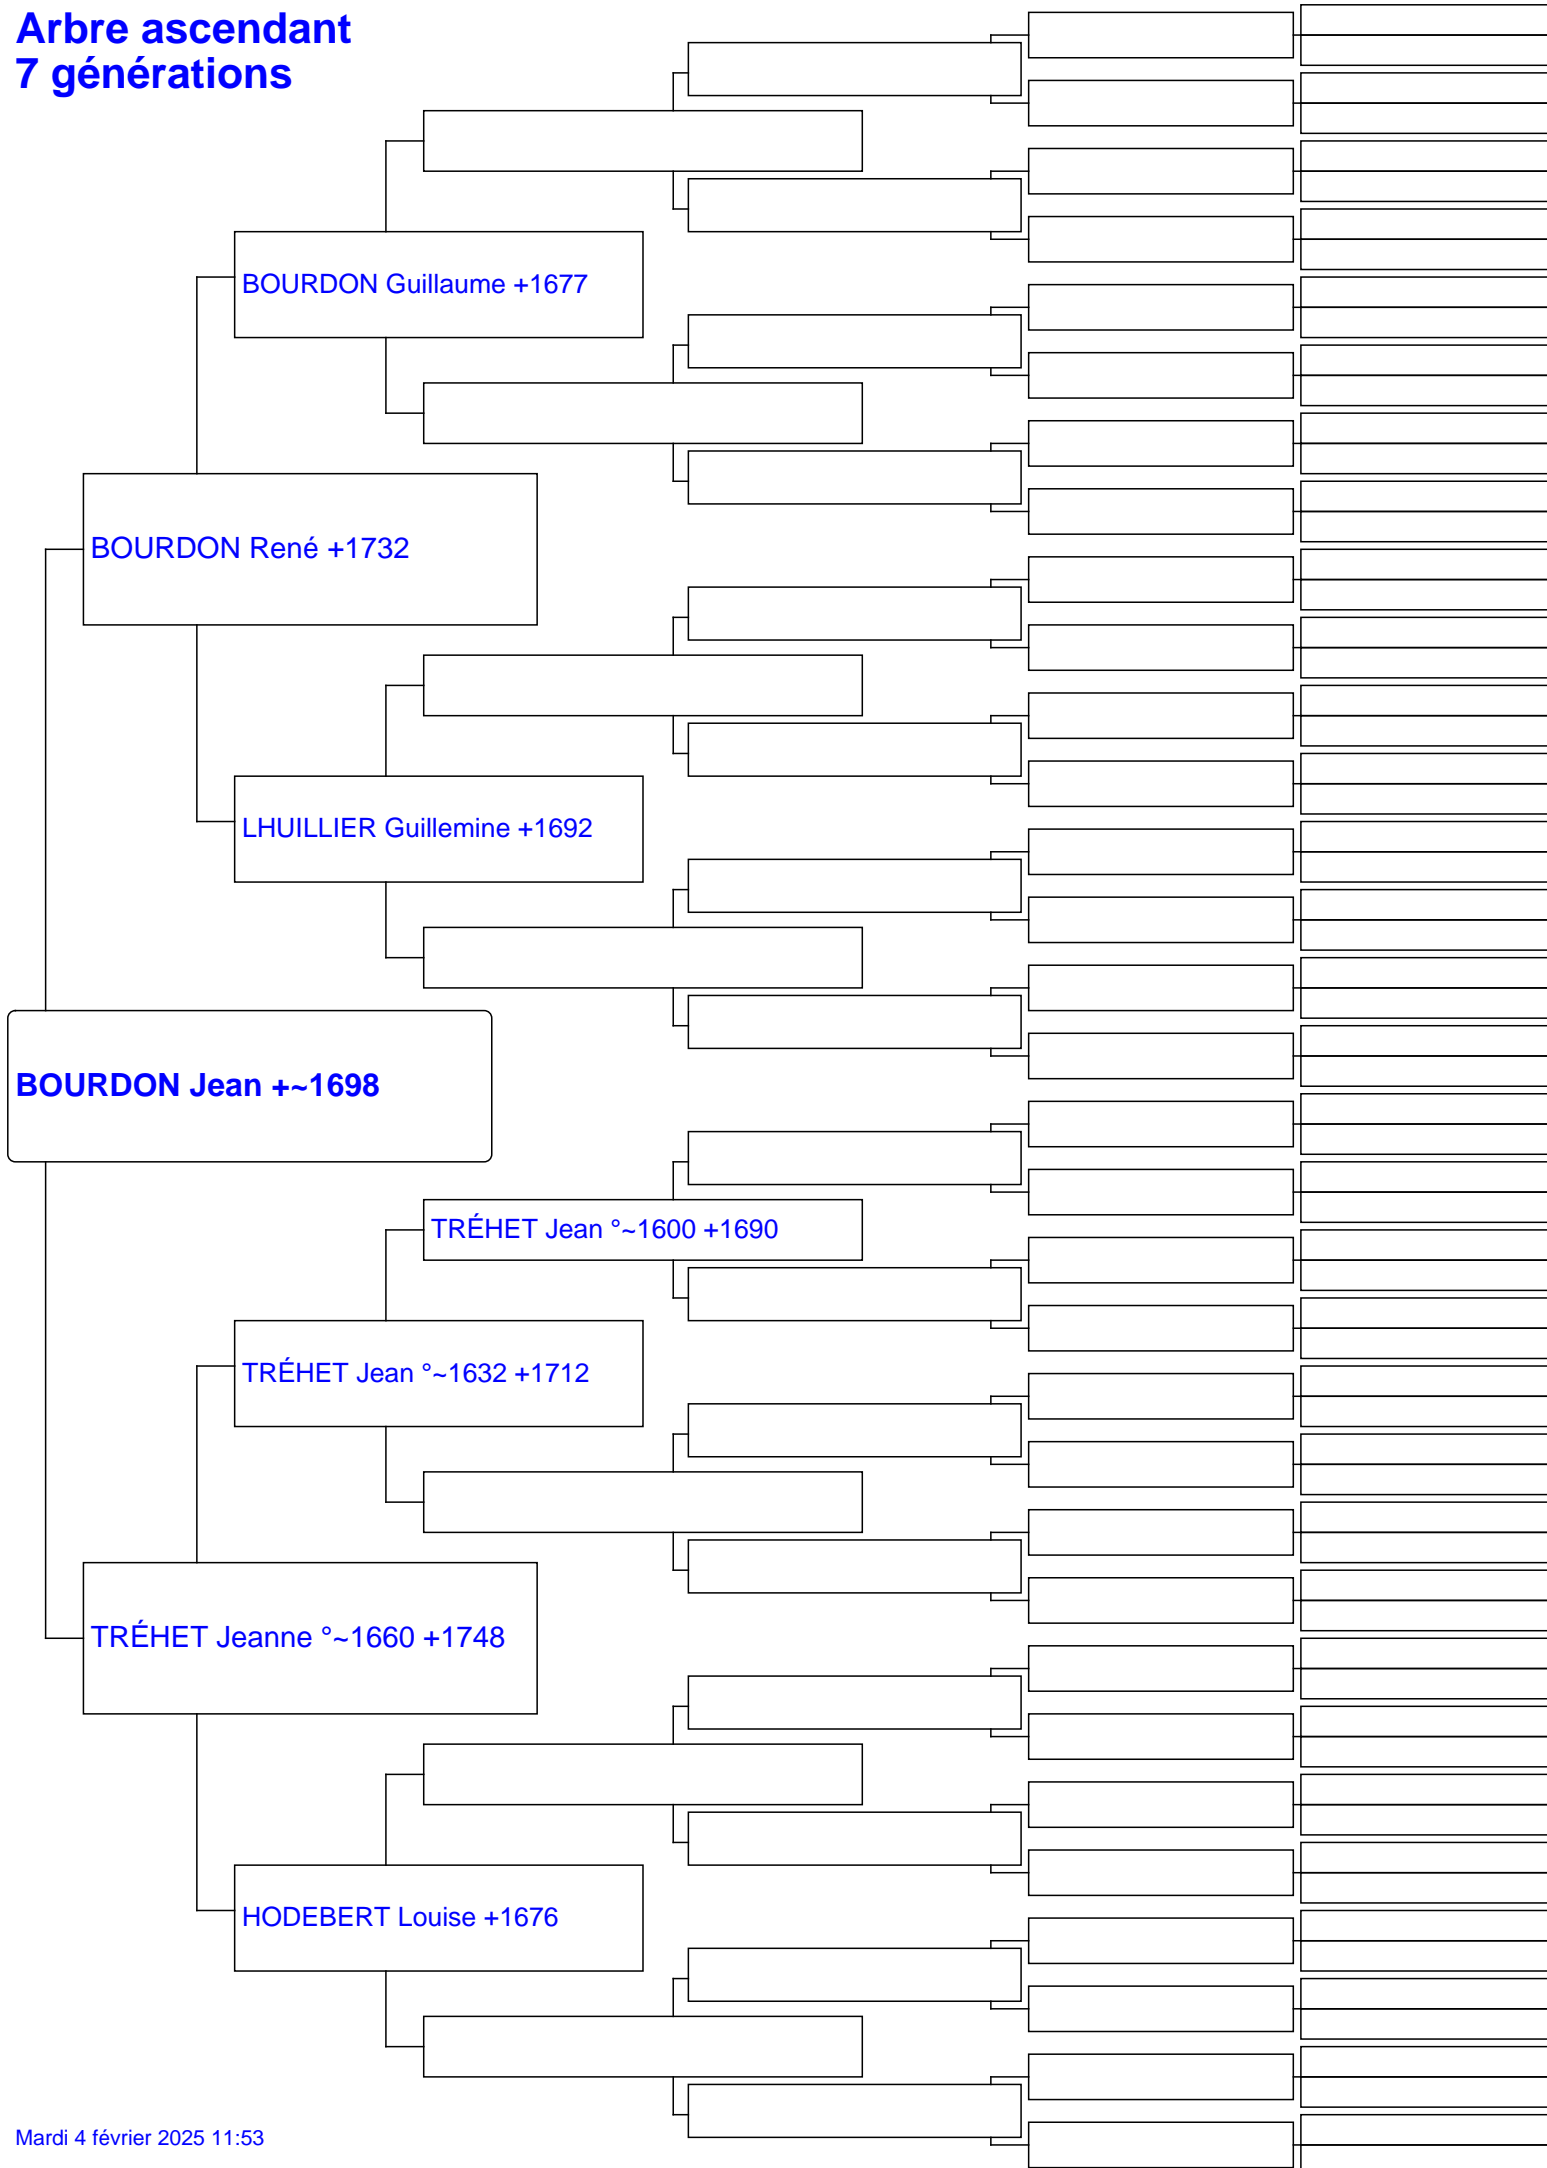 Arbre ascendant
7 générations
BOURDON Guillaume +1677
BOURDON René +1732
LHUILLIER Guillemine +1692
BOURDON Jean +~1698
TRÉHET Jean °~1600 +1690
TRÉHET Jean °~1632 +1712
TRÉHET Jeanne °~1660 +1748
HODEBERT Louise +1676
Mardi 4 février 2025 11:53